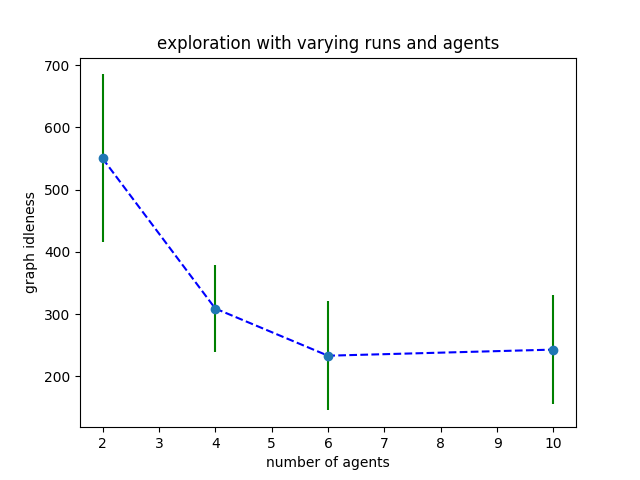 exploration with varying runs and agents
700
600
500
400
300
200
graph idleness
2 3 4 5 6 7 8 9 10
number of agents